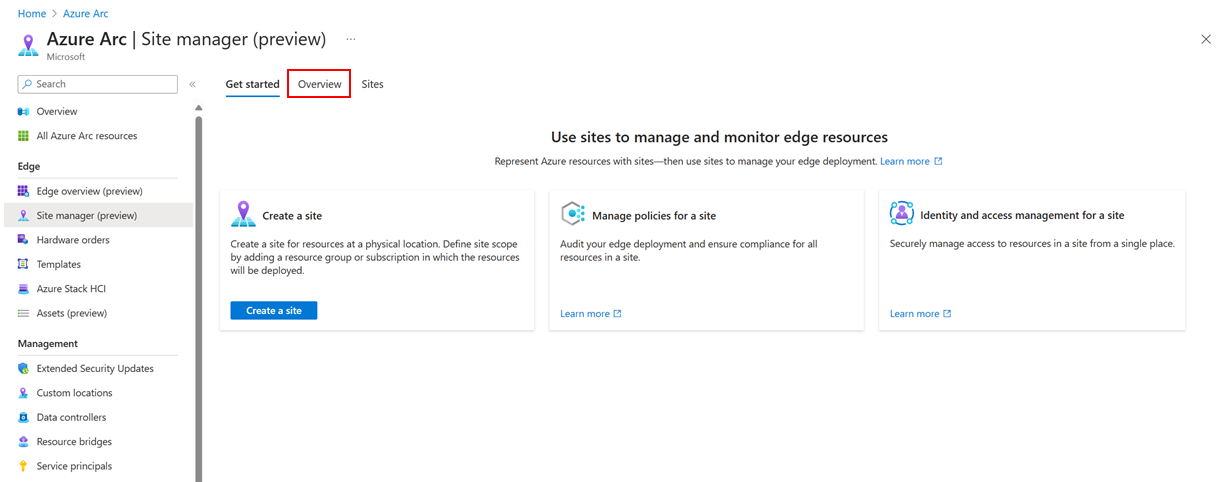 Home > Azure Arc
Azure Arc | Site manager (preview) ...
Microsoft
Search
Overview
All Azure Arc resources
Edge
Edge overview (preview)
Site manager (preview)
Hardware orders
Templates
Azure Stack HCI
Assets (preview)
Management
Extended Security Updates
Custom locations
Data controllers
Resource bridges
Service principals
Get started Overview Sites
Use sites to manage and monitor edge resources
Represent Azure resources with sites—then use sites to manage your edge deployment. Learn more
Create a site
Create a site for resources at a physical location. Define site scope
by adding a resource group or subscription in which the resources
will be deployed.
Create a site
Manage policies for a site
Audit your edge deployment and ensure compliance for all
resources in a site.
Learn more
Identity and access management for a site
Securely manage access to resources in a site from a single place.
Learn more